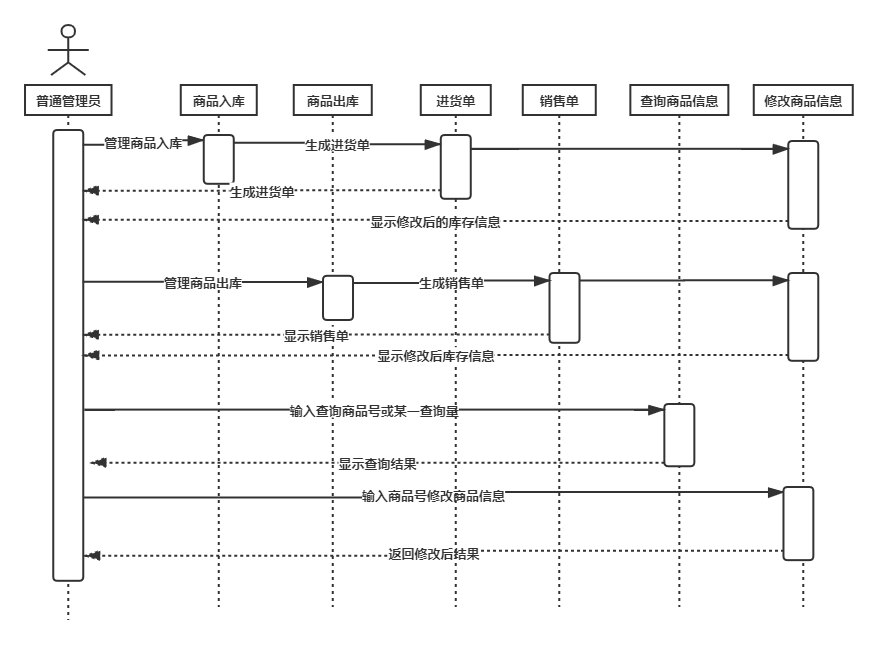 普通管理员
商品入库
商品出库
进货单
销售单
查询商品信息
修改商品信息
管理商品入库
生成进货单
生成进货单
显示修改后的库存信息
管理商品出库
生成销售单
显示销售单
显示修改后库存信息
输入查询商品号或某一查询量
显示查询结果
输入商品号修改商品信息
返回修改后结果